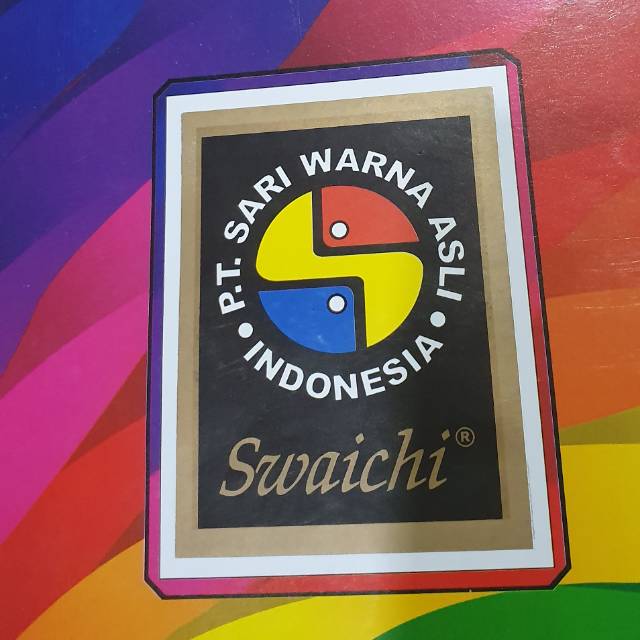 P.T. SARI WARNA ASLI
• INDONESIA •
Swaichi®